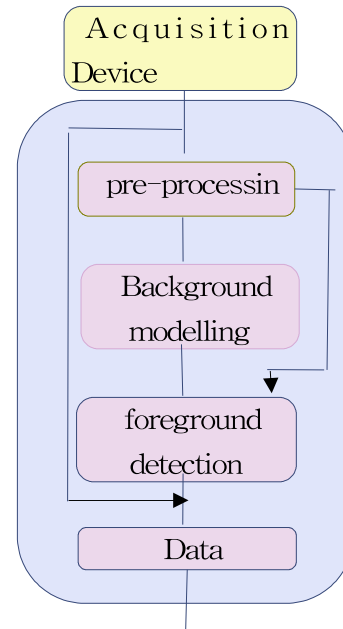 Acquisition
Device
pre-processin
Background
modelling
foreground
detection
Data